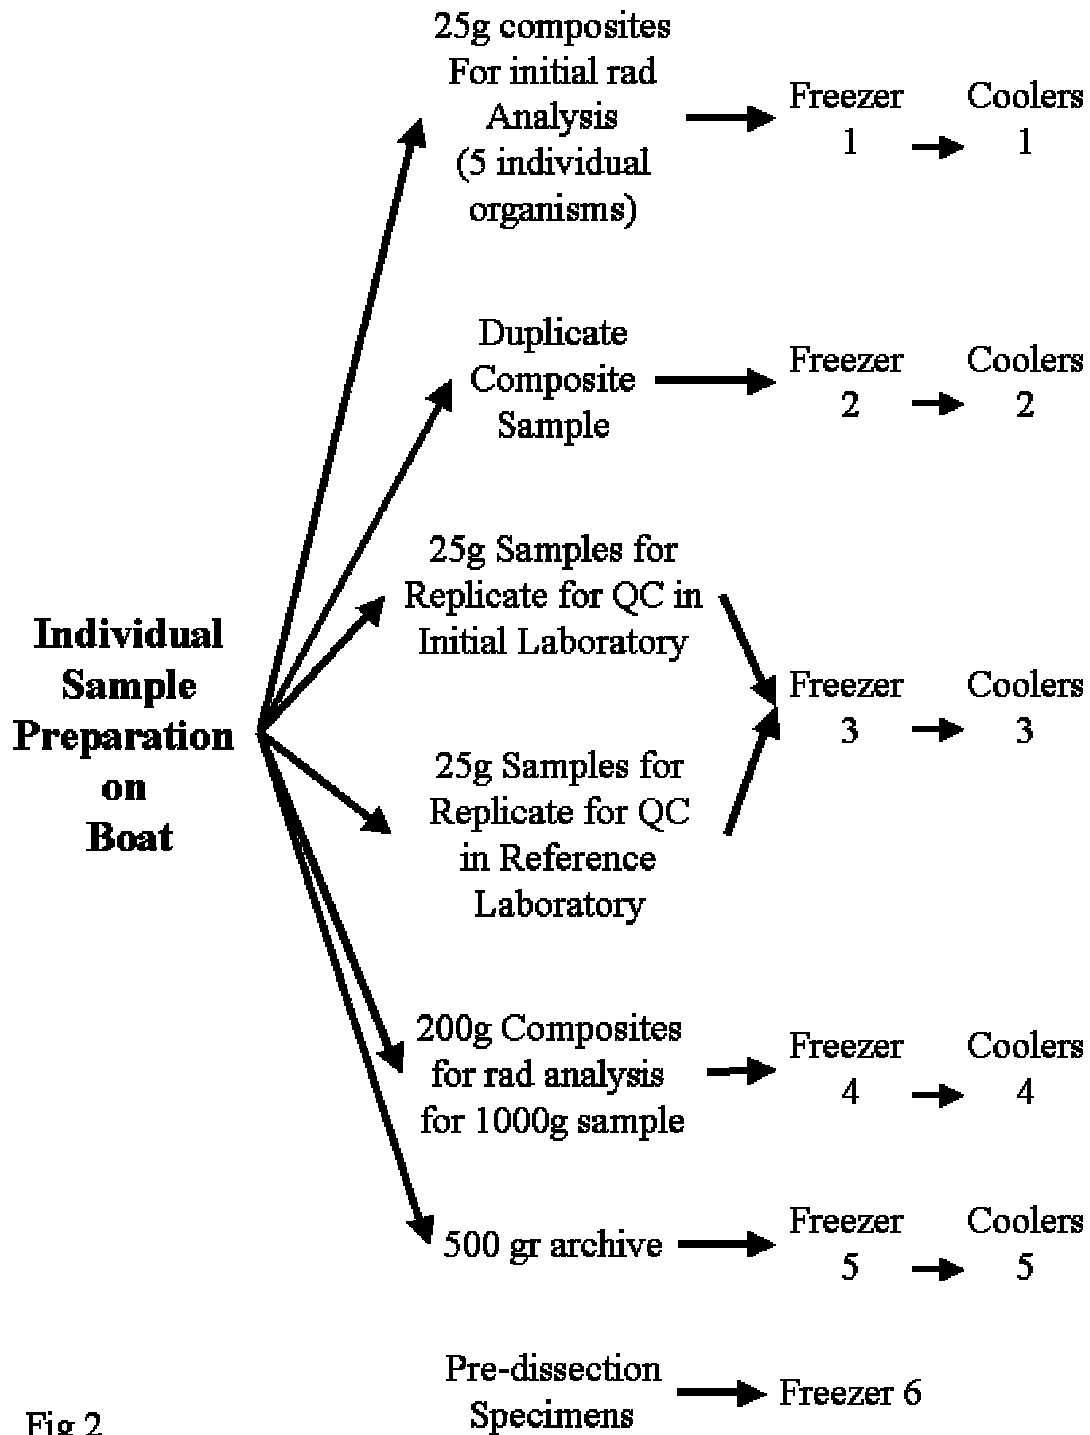 25g composites
For initial rad
Analysis
(5 individual
organisms)
Freezer
1
Coolers
1
Duplicate
Composite
Sample
Freezer
2
Coolers
2
25g Samples for
Replicate for QC in
Initial Laboratory
Individual
Sample
Preparation
on
Boat
Freezer
3
Coolers
3
25g Samples for
Replicate for QC
in Reference
Laboratory
200g Composites
for rad analysis
for 1000g sample
Freezer
4
Coolers
4
500 gr archive
Freezer
5
Coolers
5
Pre-dissection
Specimens
Freezer 6
Fig 2